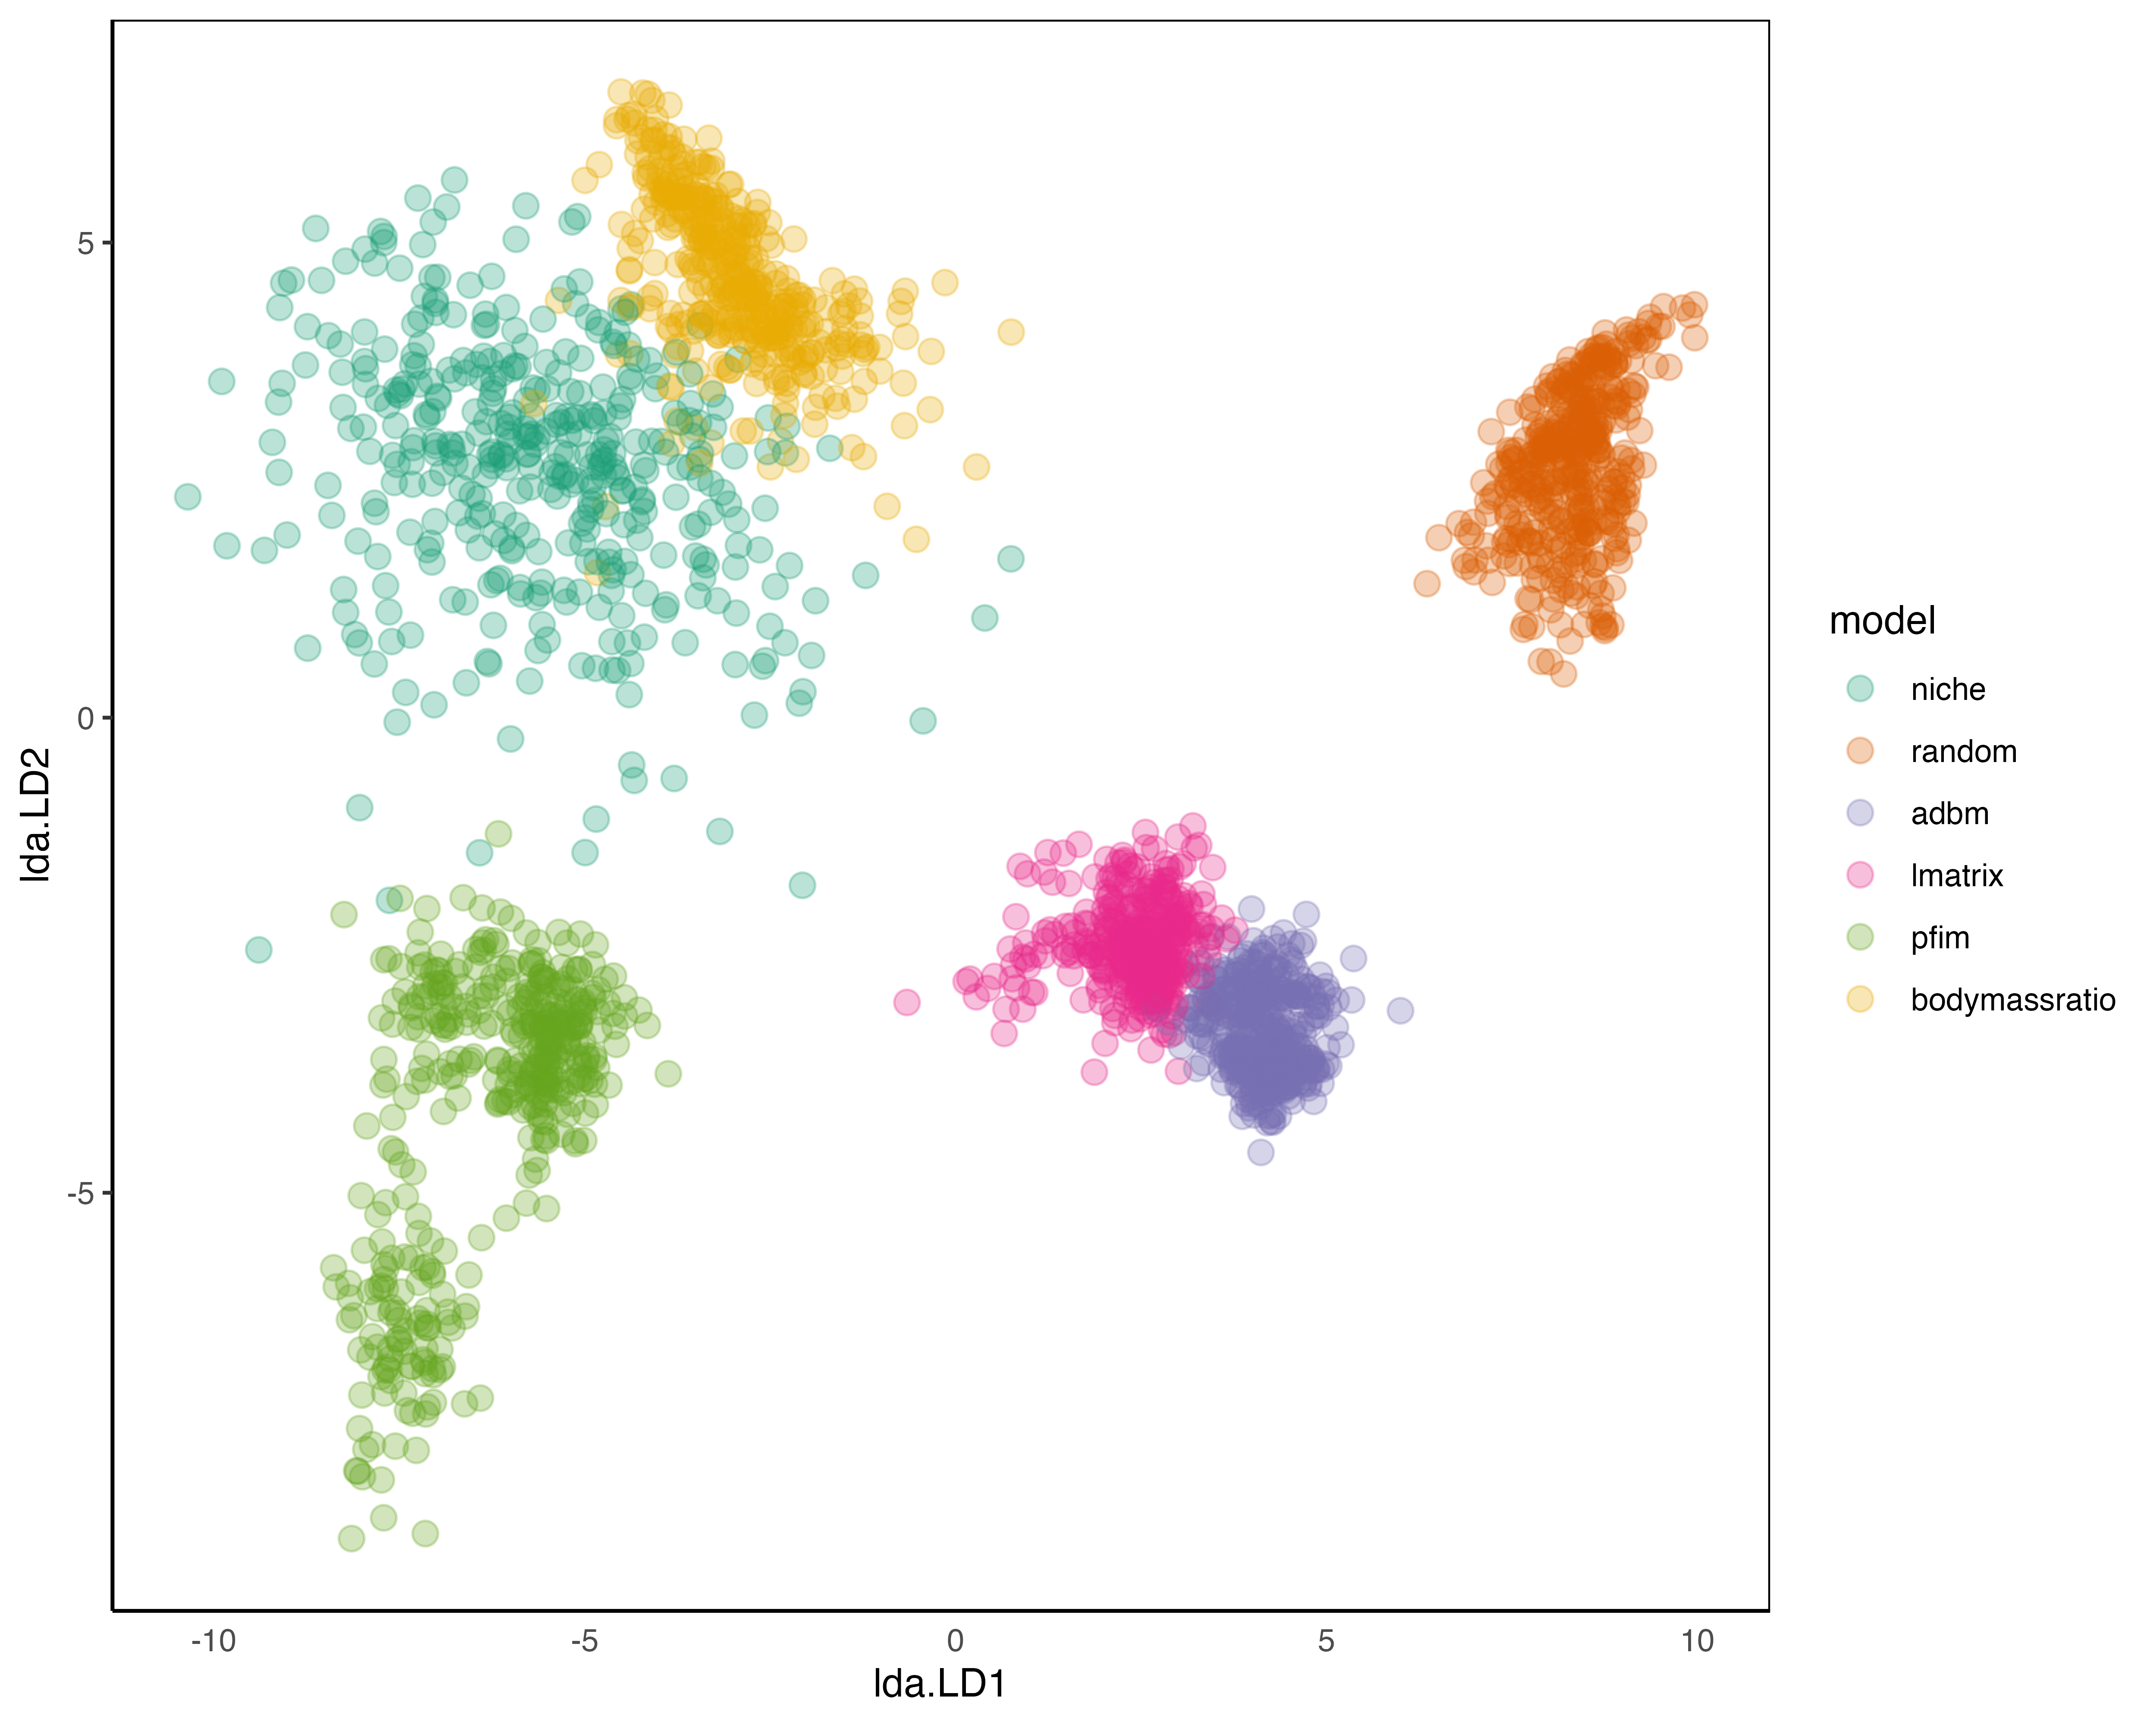 5
0
-5
lda.LD2
-10
-5
0
5
10
lda.LD1
model
niche
random
adbm
lmatrix
pfim
bodymassratio